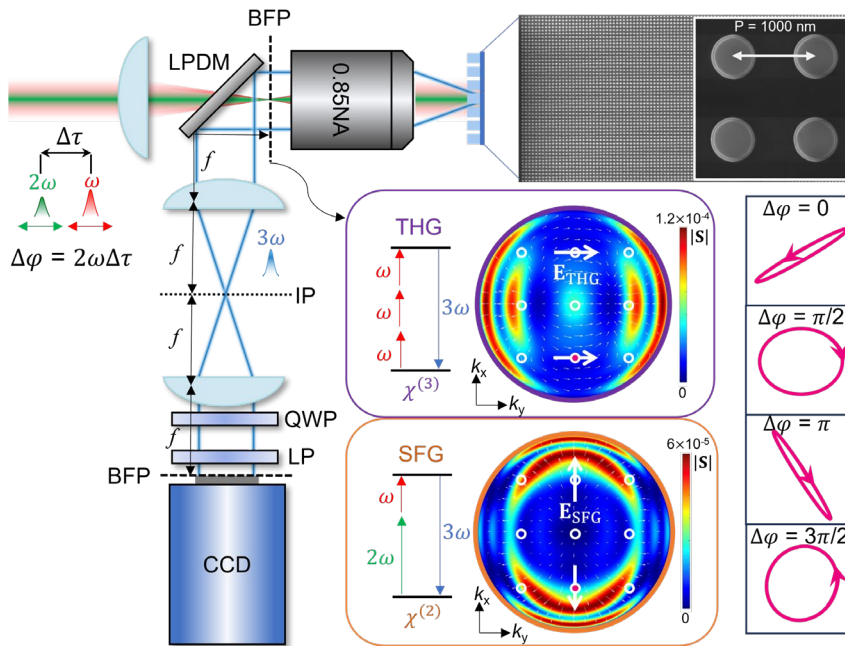 BFP
LPDM
0.85NA
P = 1000 nm
Δτ
2ω
ω
Δφ = 2ωΔτ
f
f
3ω
IP
f
f
QWP
LP
BFP
CCD
THG
ω
ω
ω
3ω
χ⁽³⁾
E_THG
kₓ
k_y
1.2×10⁻⁴
|S|
0
SFG
ω
2ω
3ω
χ⁽²⁾
E_SFG
kₓ
k_y
6×10⁻⁵
|S|
0
Δφ = 0
Δφ = π/2
Δφ = π
Δφ = 3π/2